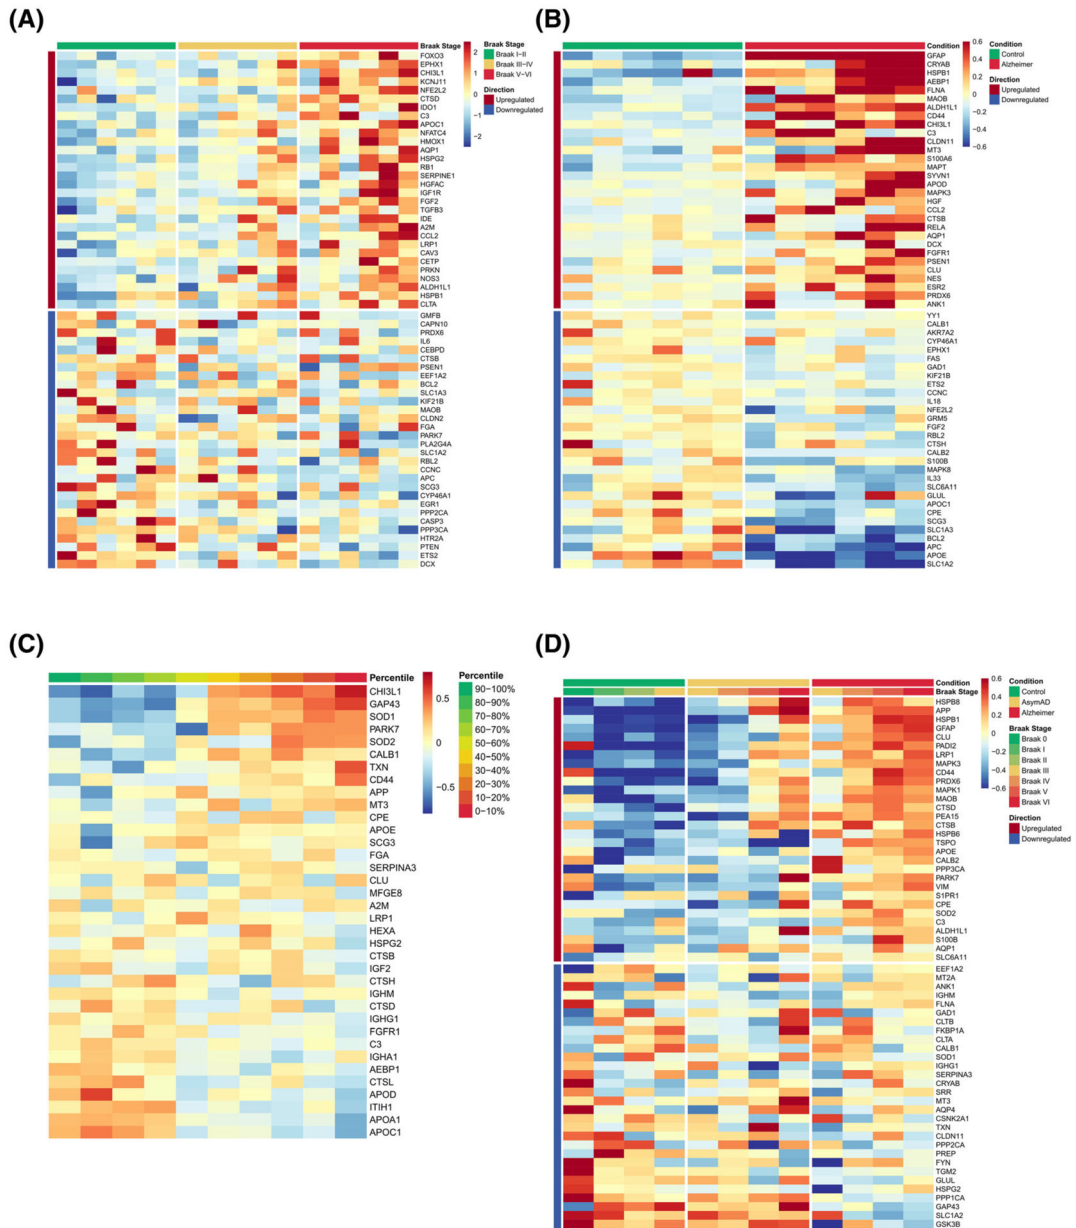 (A)
Braak Stage
FOXO3
EPHX1
CHI3L1
KCNJ11
NFE2L2
CTSD
IDO1
C3
APOC1
NFATC4
HMOX1
AQP1
HSPG2
RB1
SERPINE1
HGFAC
IGF1R
FGF2
TGFB3
IDE
A2M
CCL2
LRP1
CAV3
CETP
PRKN
NOS3
ALDH1L1
HSPB1
CLTA
GMFB
CAPN10
PRDX6
IL6
CEBPD
CTSB
PSEN1
EEF1A2
BCL2
SLC1A3
KIF21B
MAOB
CLDN2
FGA
PARK7
PLA2G4A
SLC1A2
RBL2
CCNC
APC
SCG3
CYP46A1
EGR1
PPP2CA
CASP3
PPP3CA
HTR2A
PTEN
ETS2
DCX
2
1
0
−1
−2
Braak Stage
Braak I−II
Braak III−IV
Braak V−VI
Direction
Upregulated
Downregulated
(B)
Condition
GFAP
CRYAB
HSPB1
AEBP1
FLNA
MAOB
ALDH1L1
CD44
CHI3L1
C3
CLDN11
MT3
S100A6
MAPT
SYVN1
APOD
MAPK3
HGF
CCL2
CTSB
RELA
AQP1
DCX
FGFR1
PSEN1
CLU
NES
ESR2
PRDX6
ANK1
YY1
CALB1
AKR7A2
CYP46A1
EPHX1
FAS
GAD1
KIF21B
ETS2
CCNC
IL18
NFE2L2
GRM5
FGF2
RBL2
CTSH
CALB2
S100B
MAPK8
IL33
SLC6A11
GLUL
APOC1
CPE
SCG3
SLC1A3
BCL2
APC
APOE
SLC1A2
0.6
0.4
0.2
0
−0.2
−0.4
−0.6
Condition
Control
Alzheimer
Direction
Upregulated
Downregulated
(C)
Percentile
CHI3L1
GAP43
SOD1
PARK7
SOD2
CALB1
TXN
CD44
APP
MT3
CPE
APOE
SCG3
FGA
SERPINA3
CLU
MFGE8
A2M
LRP1
HEXA
HSPG2
CTSB
IGF2
CTSH
IGHM
CTSD
IGHG1
FGFR1
C3
IGHA1
AEBP1
CTSL
APOD
ITIH1
APOA1
APOC1
0.5
0
−0.5
Percentile
90−100%
80−90%
70−80%
60−70%
50−60%
40−50%
30−40%
20−30%
10−20%
0−10%
(D)
Condition
Braak Stage
HSPB8
APP
HSPB1
GFAP
CLU
PADI2
LRP1
MAPK3
CD44
PRDX6
MAPK1
MAOB
CTSD
PEA15
CTSB
HSPB6
TSPO
APOE
CALB2
PPP3CA
PARK7
VIM
S1PR1
CPE
SOD2
C3
ALDH1L1
S100B
AQP1
SLC6A11
EEF1A2
MT2A
ANK1
IGHM
FLNA
GAD1
CLTB
FKBP1A
CLTA
CALB1
SOD1
IGHG1
SERPINA3
CRYAB
SRR
MT3
AQP4
CSNK2A1
TXN
CLDN11
PPP2CA
PREP
FYN
TGM2
GLUL
HSPG2
PPP1CA
GAP43
SLC1A2
GSK3B
0.6
0.4
0.2
0
−0.2
−0.4
−0.6
Condition
Control
AsymAD
Alzheimer
Braak Stage
Braak 0
Braak I
Braak II
Braak III
Braak IV
Braak V
Braak VI
Direction
Upregulated
Downregulated